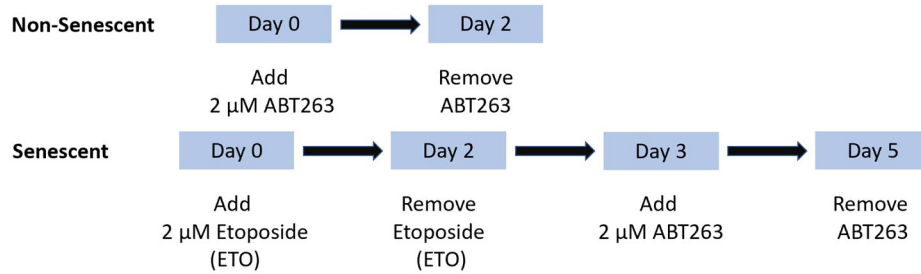 Non-Senescent
Day 0
Day 2
Add
2 μM ABT263
Remove
ABT263
Senescent
Day 0
Day 2
Day 3
Day 5
Add
2 μM Etoposide
(ETO)
Remove
Etoposide
(ETO)
Add
2 μM ABT263
Remove
ABT263